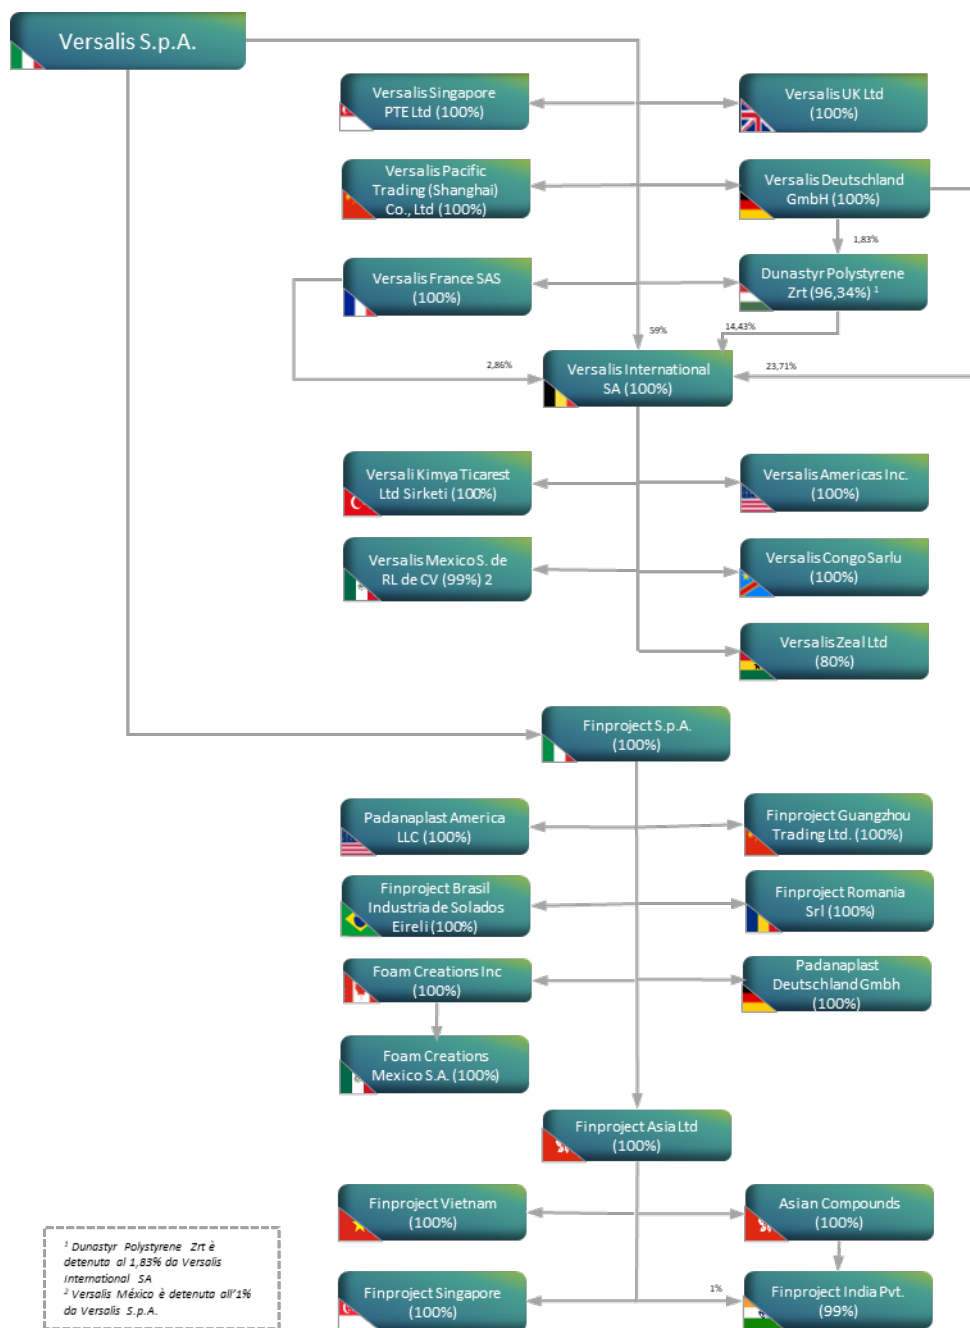 Versalis S.p.A.
Versalis Singapore
PTE Ltd (100%)
Versalis UK Ltd
(100%)
Versalis Pacific
Trading (Shanghai)
Co., Ltd (100%)
Versalis Deutschland
GmbH (100%)
1,83%
Versalis France SAS
(100%)
Dunastyr Polystyrene
Zrt (96,34%) 1
59%
14,43%
2,86%
Versalis International
SA (100%)
23,71%
Versali Kimya Ticarest
Ltd Sirketi (100%)
Versalis Americas Inc.
(100%)
Versalis Mexico S. de
RL de CV (99%) 2
Versalis Congo Sarlu
(100%)
Versalis Zeal Ltd
(80%)
Finproject S.p.A.
(100%)
Padanaplast America
LLC (100%)
Finproject Guangzhou
Trading Ltd. (100%)
Finproject Brasil
Industria de Solados
Eireli (100%)
Finproject Romania
Srl (100%)
Foam Creations Inc
(100%)
Padanaplast
Deutschland Gmbh
(100%)
Foam Creations
Mexico S.A. (100%)
Finproject Asia Ltd
(100%)
Finproject Vietnam
(100%)
Asian Compounds
(100%)
Finproject Singapore
(100%)
1%
Finproject India Pvt.
(99%)
1 Dunastyr Polystyrene Zrt è
detenuta al 1,83% da Versalis
International SA
2 Versalis México è detenuta all'1%
da Versalis S.p.A.